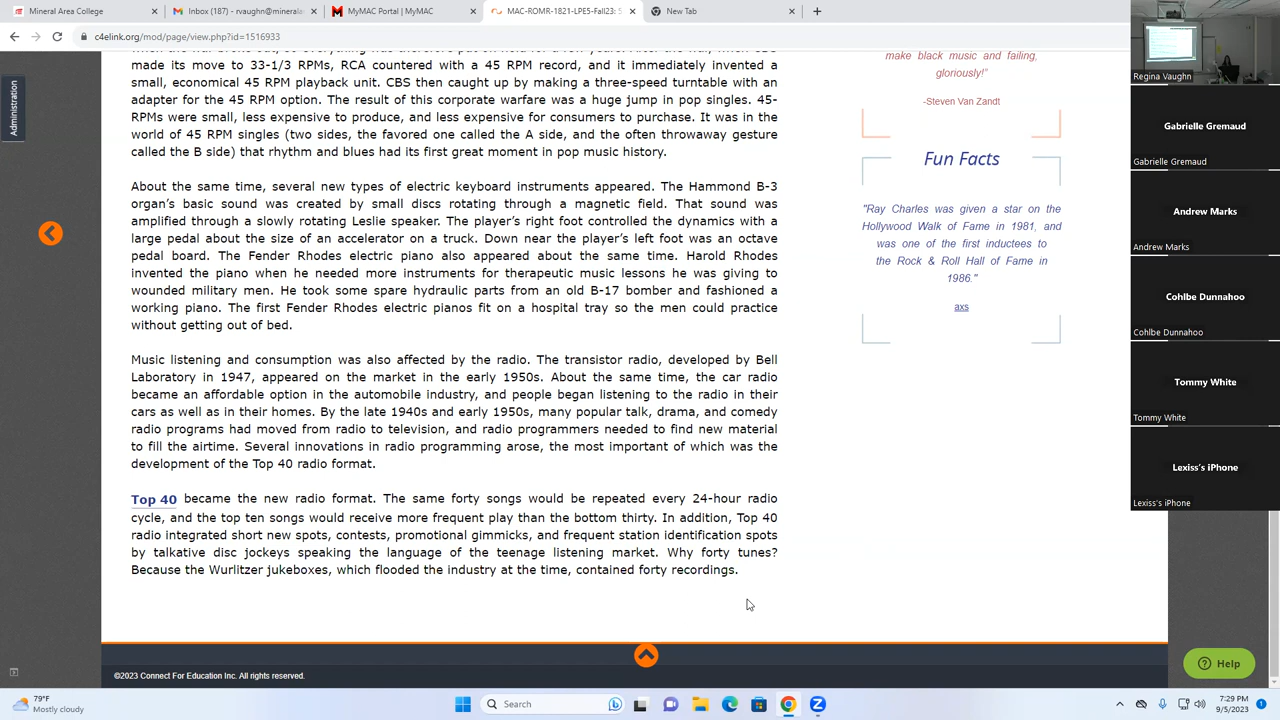 Mineral Area College
Inbox (187) - rvaughn@mineralar
MyMAC Portal | MyMAC
MAC-ROMR-1821-LPE5-Fall23: 5
New Tab
c4elink.org/mod/page/view.php?id=1516933
Administration
made its move to 33-1/3 RPM, RCA countered with a 45 RPM record, and it immediately invented a
small, economical 45 RPM playback unit. CBS then caught up by making a three-speed turntable with an
adapter for the 45 RPM option. The result of this corporate warfare was a huge jump in pop singles. 45-
RPMs were small, less expensive to produce, and less expensive for consumers to purchase. It was in the
world of 45 RPM singles (two sides, the favored one called the A side, and the often throwaway gesture
called the B side) that rhythm and blues had its first great moment in pop music history.
About the same time, several new types of electric keyboard instruments appeared. The Hammond B-3
organ's basic sound was created by small discs rotating through a magnetic field. That sound was
amplified through a slowly rotating Leslie speaker. The player's right foot controlled the dynamics with a
large pedal about the size of an accelerator on a truck. Down near the player's left foot was an octave
pedal board. The Fender Rhodes electric piano also appeared about the same time. Harold Rhodes
invented the piano when he needed more instruments for therapeutic music lessons he was giving to
wounded military men. He took some spare hydraulic parts from an old B-17 bomber and fashioned a
working piano. The first Fender Rhodes electric pianos fit on a hospital tray so the men could practice
without getting out of bed.
Music listening and consumption was also affected by the radio. The transistor radio, developed by Bell
Laboratory in 1947, appeared on the market in the early 1950s. About the same time, the car radio
became an affordable option in the automobile industry, and people began listening to the radio in their
cars as well as in their homes. By the late 1940s and early 1950s, many popular talk, drama, and comedy
radio programs had moved from radio to television and radio programmers needed to find new material
to fill the airtime. Several innovations in radio programming arose, the most important of which was the
development of the Top 40 radio format.
Top 40 became the new radio format. The same forty songs would be repeated every 24-hour radio
cycle, and the top ten songs would receive more frequent play than the bottom thirty. In addition, Top 40
radio integrated short new spots, contests, promotional gimmicks, and frequent station identification spots
by talkative disc jockeys speaking the language of the teenage listening market. Why forty tunes?
Because the Wurlitzer jukeboxes, which flooded the industry at the time, contained forty recordings.
make black music and failing,
gloriously!"
-Steven Van Zandt
Fun Facts
"Ray Charles was given a star on the
Hollywood Walk of Fame in 1981, and
was one of the first inductees to
the Rock & Roll Hall of Fame in
1986."
axs
©2023 Connect For Education Inc. All rights reserved.
Help
Regina Vaughn
Gabrielle Gremaud
Gabrielle Gremaud
Andrew Marks
Andrew Marks
Cohlbe Dunnahoo
Cohlbe Dunnahoo
Tommy White
Tommy White
Lexiss's iPhone
Lexiss's iPhone
79°F
Mostly cloudy
Search
7:29 PM
9/5/2023
1